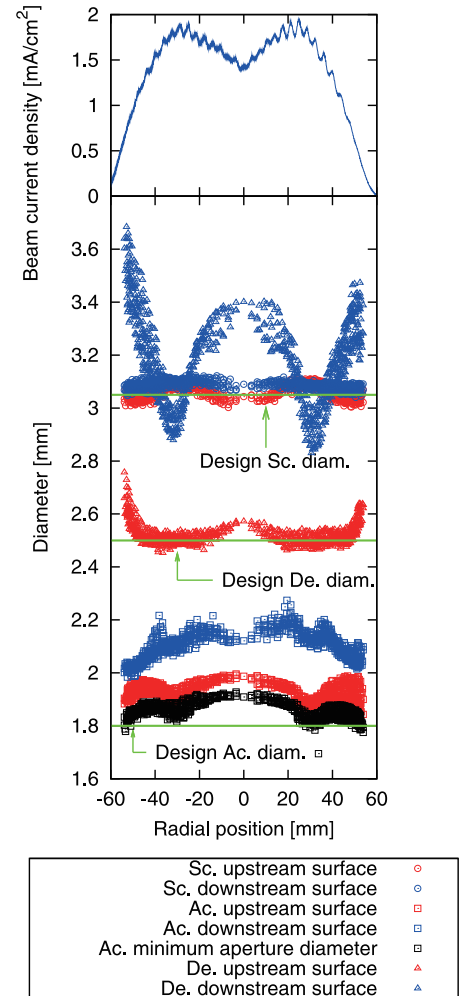 2
1.5
1
0.5
0
Beam current density [mA/cm²]
3.6
3.4
3.2
3
2.8
2.6
2.4
2.2
2
1.8
1.6
Diameter [mm]
Design Sc. diam.
Design De. diam.
Design Ac. diam.
-60 -40 -20 0 20 40 60
Radial position [mm]
Sc. upstream surface
Sc. downstream surface
Ac. upstream surface
Ac. downstream surface
Ac. minimum aperture diameter
De. upstream surface
De. downstream surface